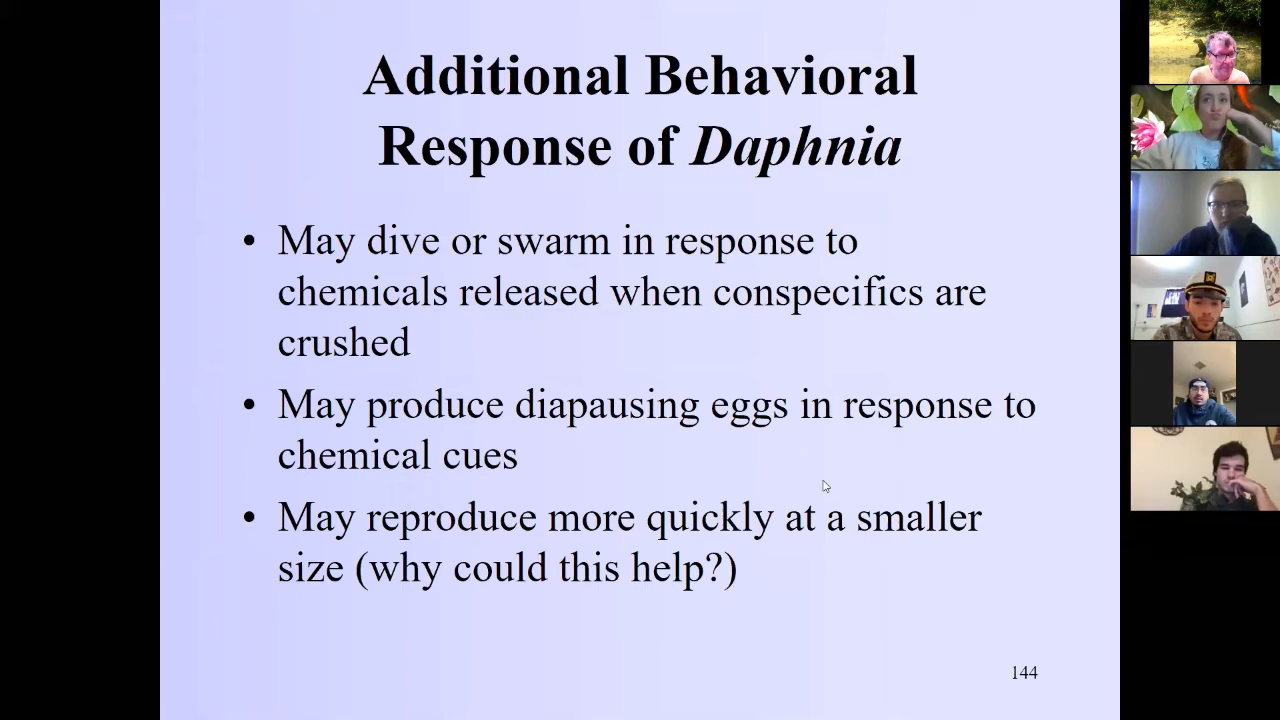 Additional Behavioral
Response of Daphnia
• May dive or swarm in response to
chemicals released when conspecifics are
crushed
• May produce diapausing eggs in response to
chemical cues
• May reproduce more quickly at a smaller
size (why could this help?)
144